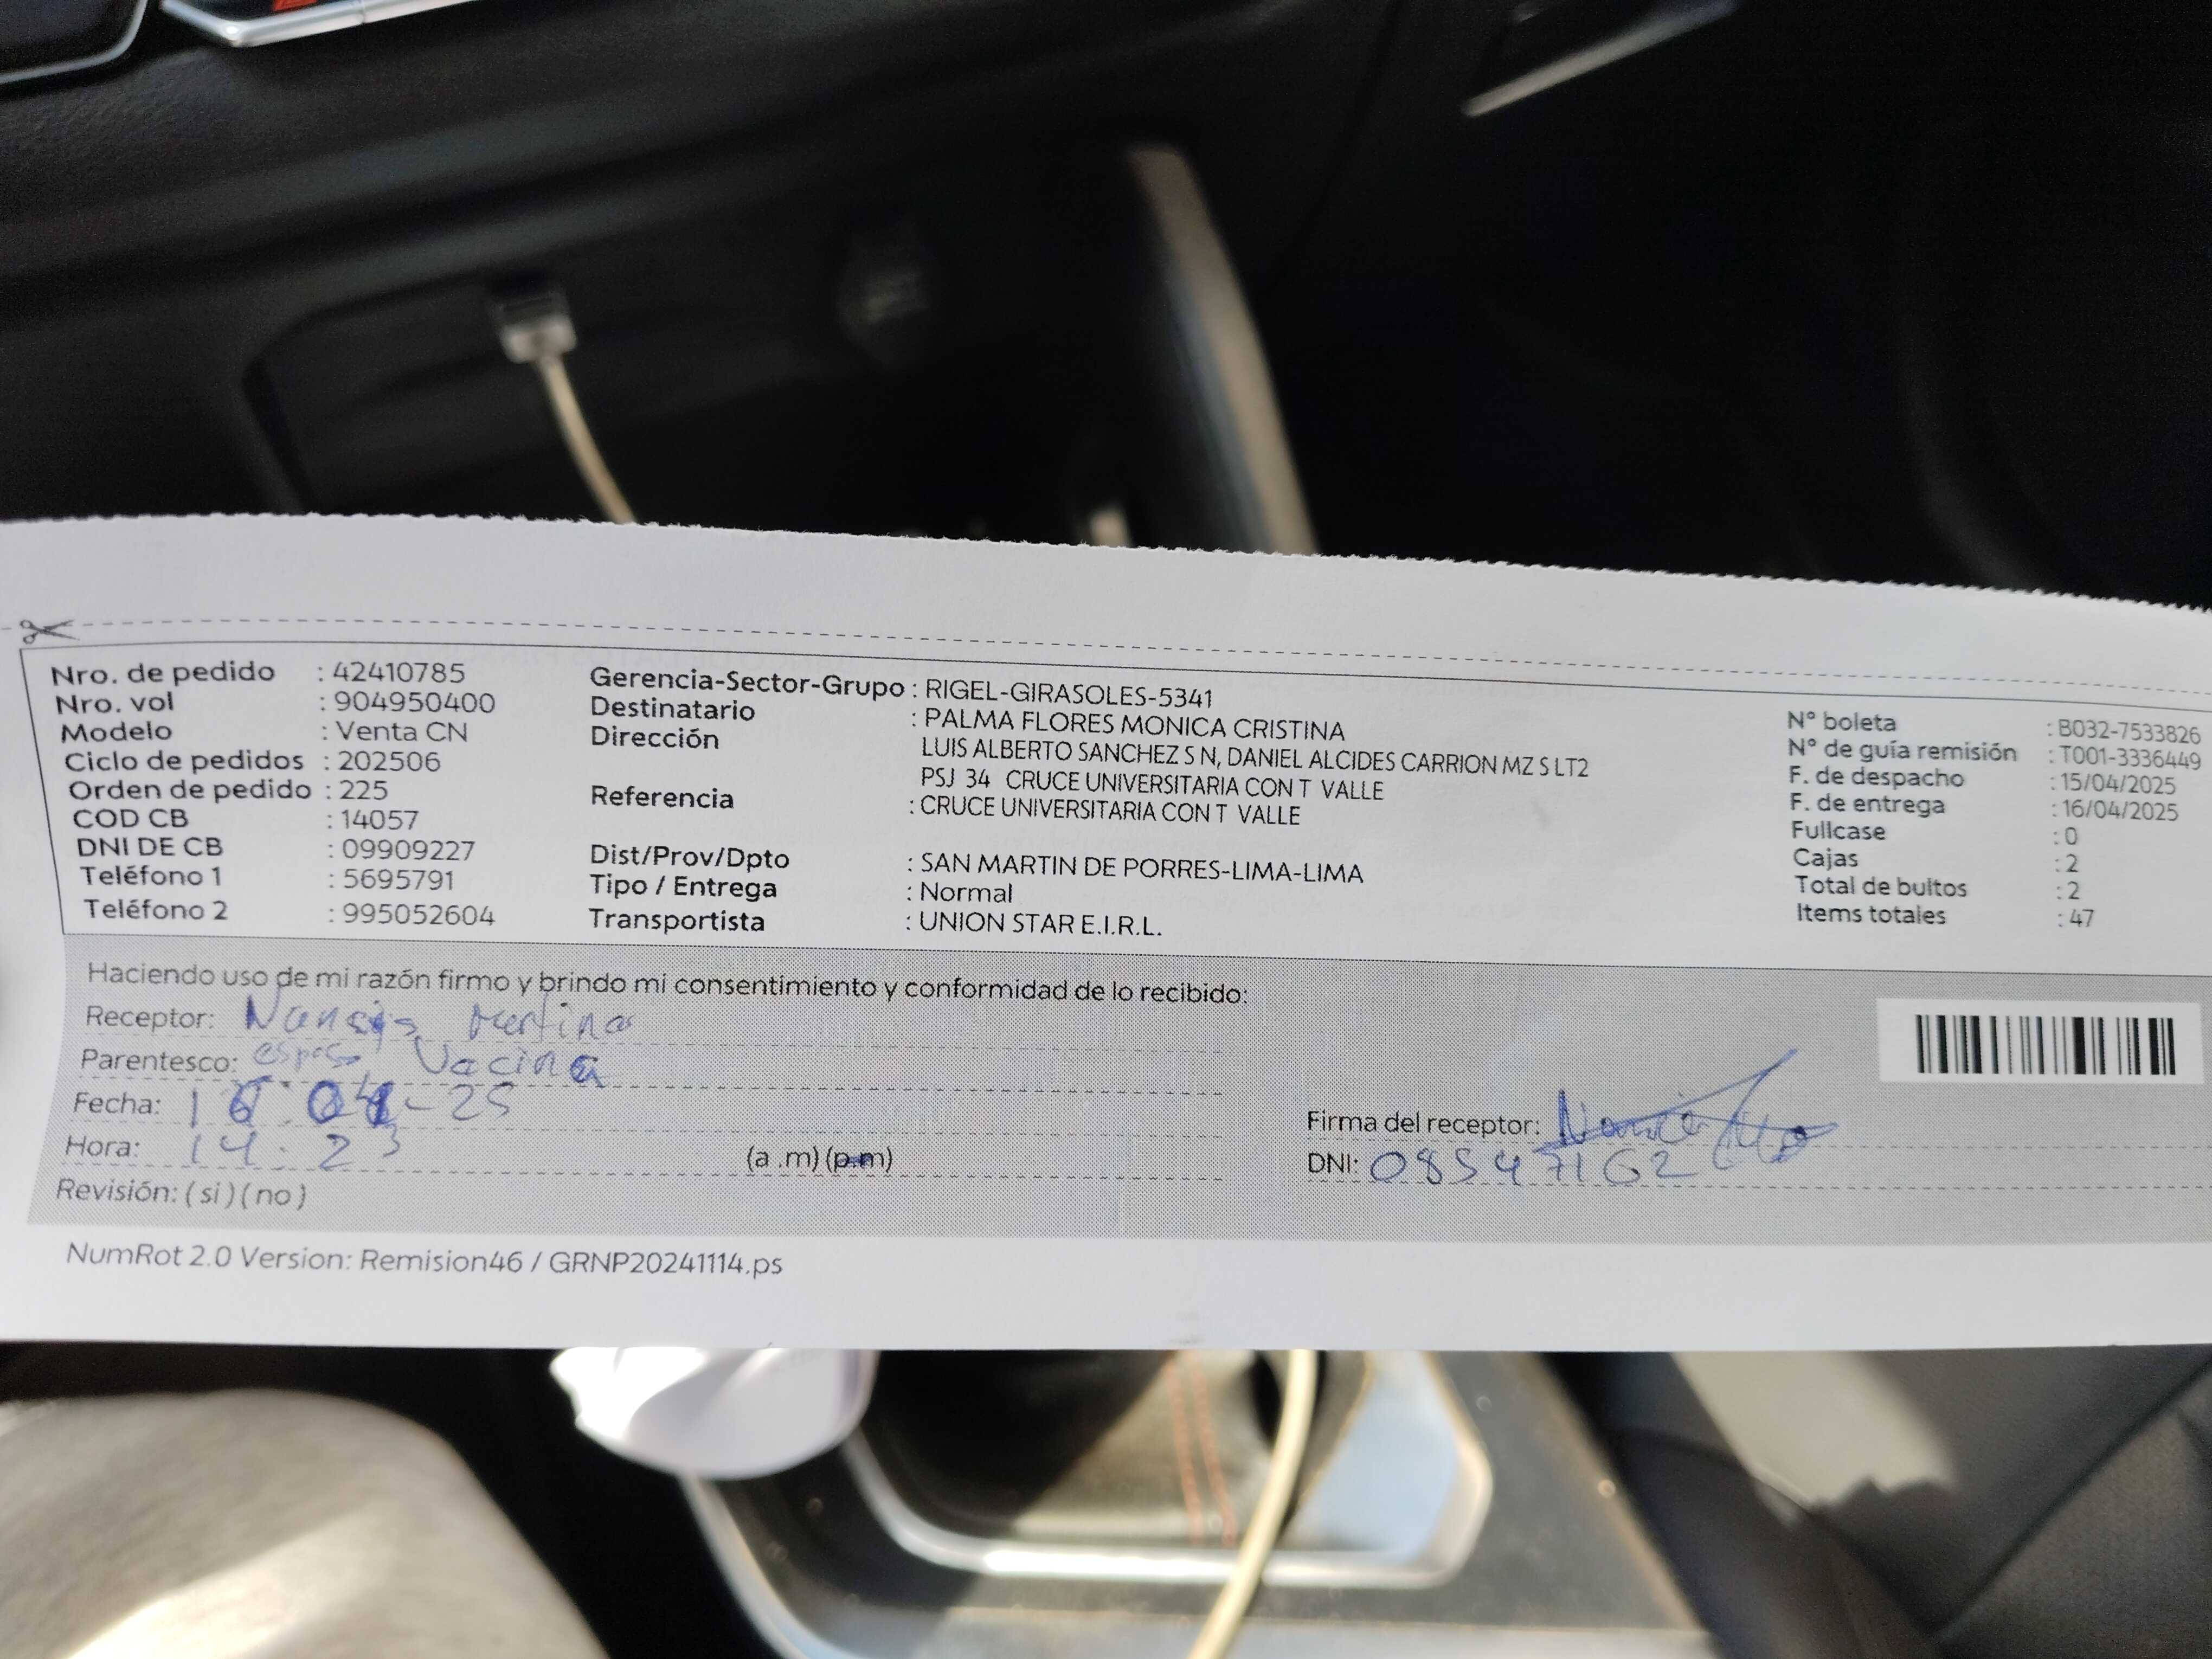 Nro. de pedido : 42410785
Nro. vol : 904950400
Modelo : Venta CN
Ciclo de pedidos : 202506
Orden de pedido : 225
COD CB : 14057
DNI DE CB : 09909227
Teléfono 1 : 5695791
Teléfono 2 : 995052604
Gerencia-Sector-Grupo : RIGEL-GIRASOLES-5341
Destinatario : PALMA FLORES MONICA CRISTINA
Dirección LUIS ALBERTO SANCHEZ S N, DANIEL ALCIDES CARRION MZ S LT2
PSJ 34 CRUCE UNIVERSITARIA CON T VALLE
Referencia : CRUCE UNIVERSITARIA CON T VALLE
Dist/Prov/Dpto : SAN MARTIN DE PORRES-LIMA-LIMA
Tipo / Entrega : Normal
Transportista : UNION STAR E.I.R.L.
N° boleta : B032-7533826
N° de guía remisión : T001-3336449
F. de despacho : 15/04/2025
F. de entrega : 16/04/2025
Fullcase : 0
Cajas : 2
Total de bultos : 2
Items totales : 47
Haciendo uso de mi razón firmo y brindo mi consentimiento y conformidad de lo recibido:
Receptor:
Parentesco: Vecina
Fecha: 16-04-25
Hora: 14:23 (a .m) (p.m)
Revisión: ( si ) ( no )
Firma del receptor:
DNI: 08547162
NumRot 2.0 Version: Remision46 / GRNP20241114.ps